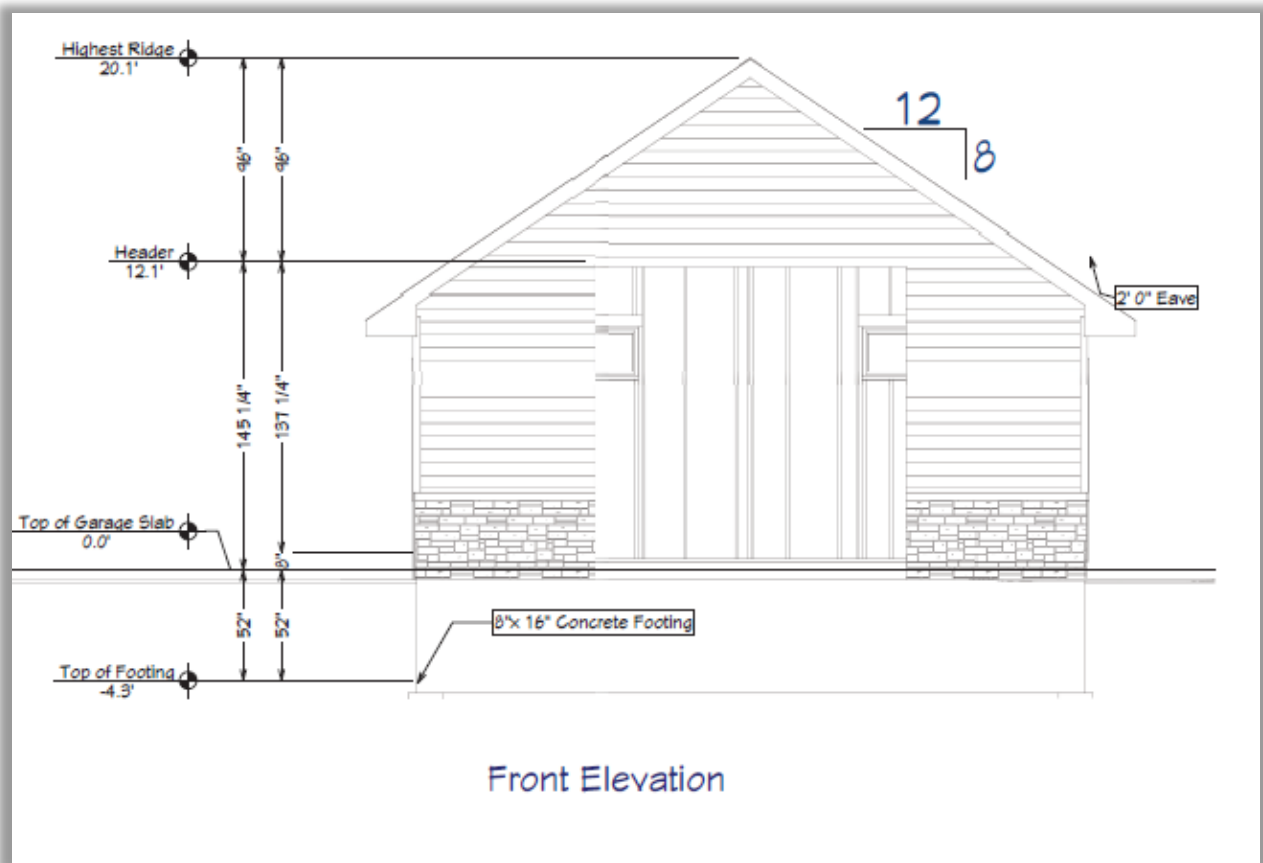 Highest Ridge
20.1'
96"
96"
12
8
Header
12.1'
2' 0" Eave
145 1/4"
137 1/4"
Top of Garage Slab
0.0'
8"
52"
52"
8"x 16" Concrete Footing
Top of Footing
-4.3'
Front Elevation